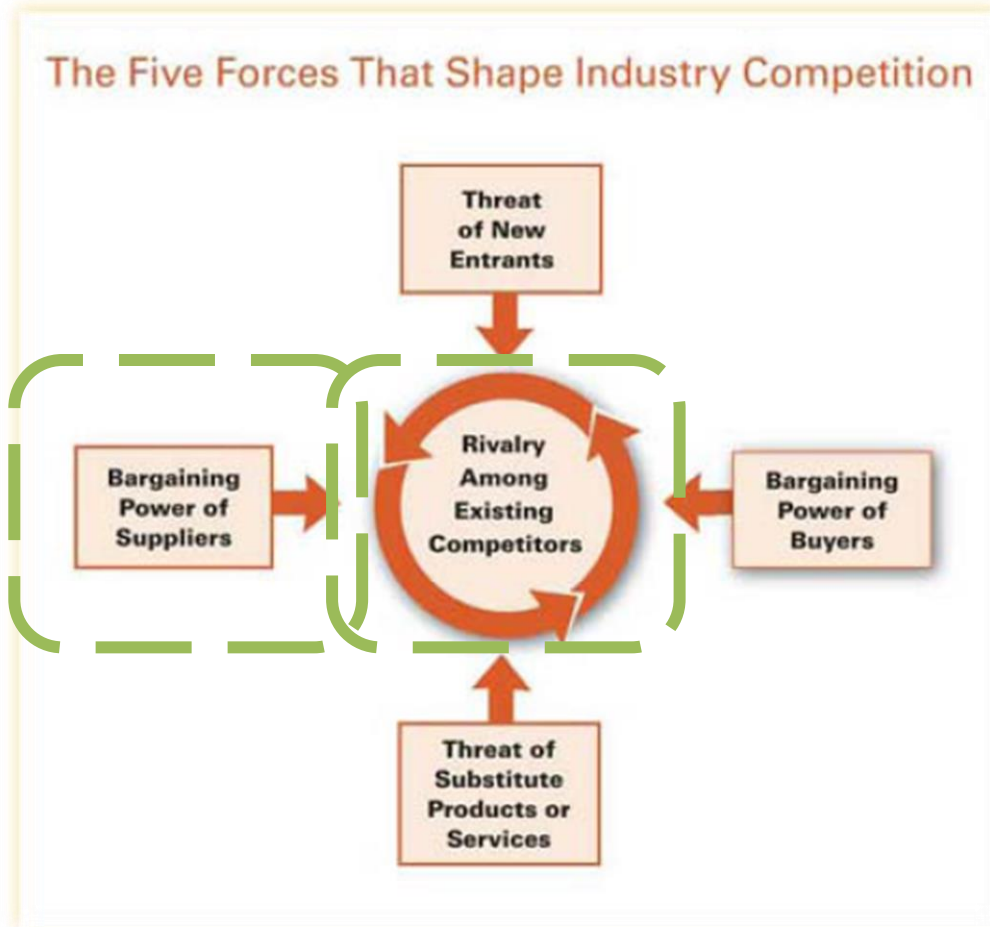 The Five Forces That Shape Industry Competition
Threat
of New
Entrants
Bargaining
Power of
Suppliers
Rivalry
Among
Existing
Competitors
Bargaining
Power of
Buyers
Threat of
Substitute
Products or
Services